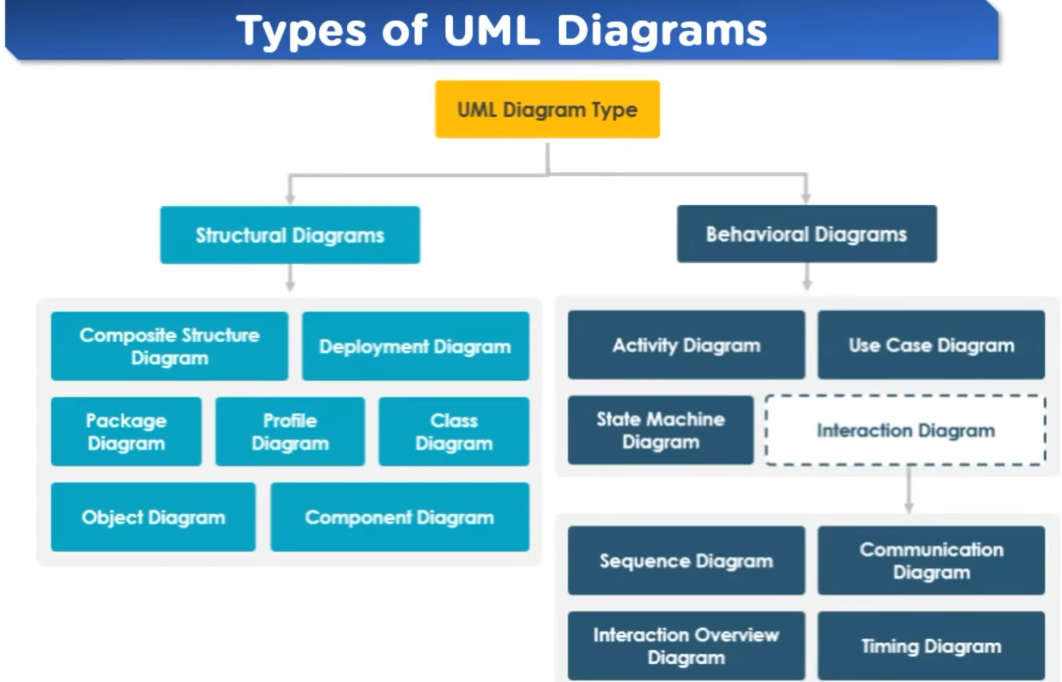 Types of UML Diagrams
UML Diagram Type
Structural Diagrams
Behavioral Diagrams
Composite Structure
Diagram
Deployment Diagram
Package
Diagram
Profile
Diagram
Class
Diagram
Object Diagram
Component Diagram
Activity Diagram
Use Case Diagram
State Machine
Diagram
Interaction Diagram
Sequence Diagram
Communication
Diagram
Interaction Overview
Diagram
Timing Diagram